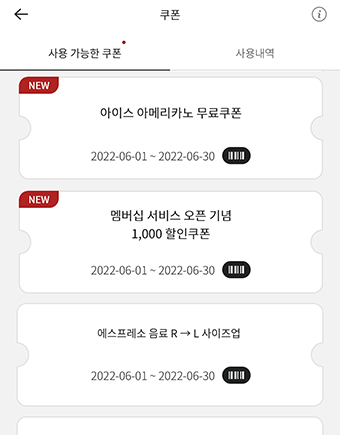 쿠폰
사용 가능한 쿠폰
사용내역
NEW
아이스 아메리카노 무료쿠폰
2022-06-01 ~ 2022-06-30
NEW
멤버십 서비스 오픈 기념
1,000 할인쿠폰
2022-06-01 ~ 2022-06-30
에스프레소 음료 R → L 사이즈업
2022-06-01 ~ 2022-06-30